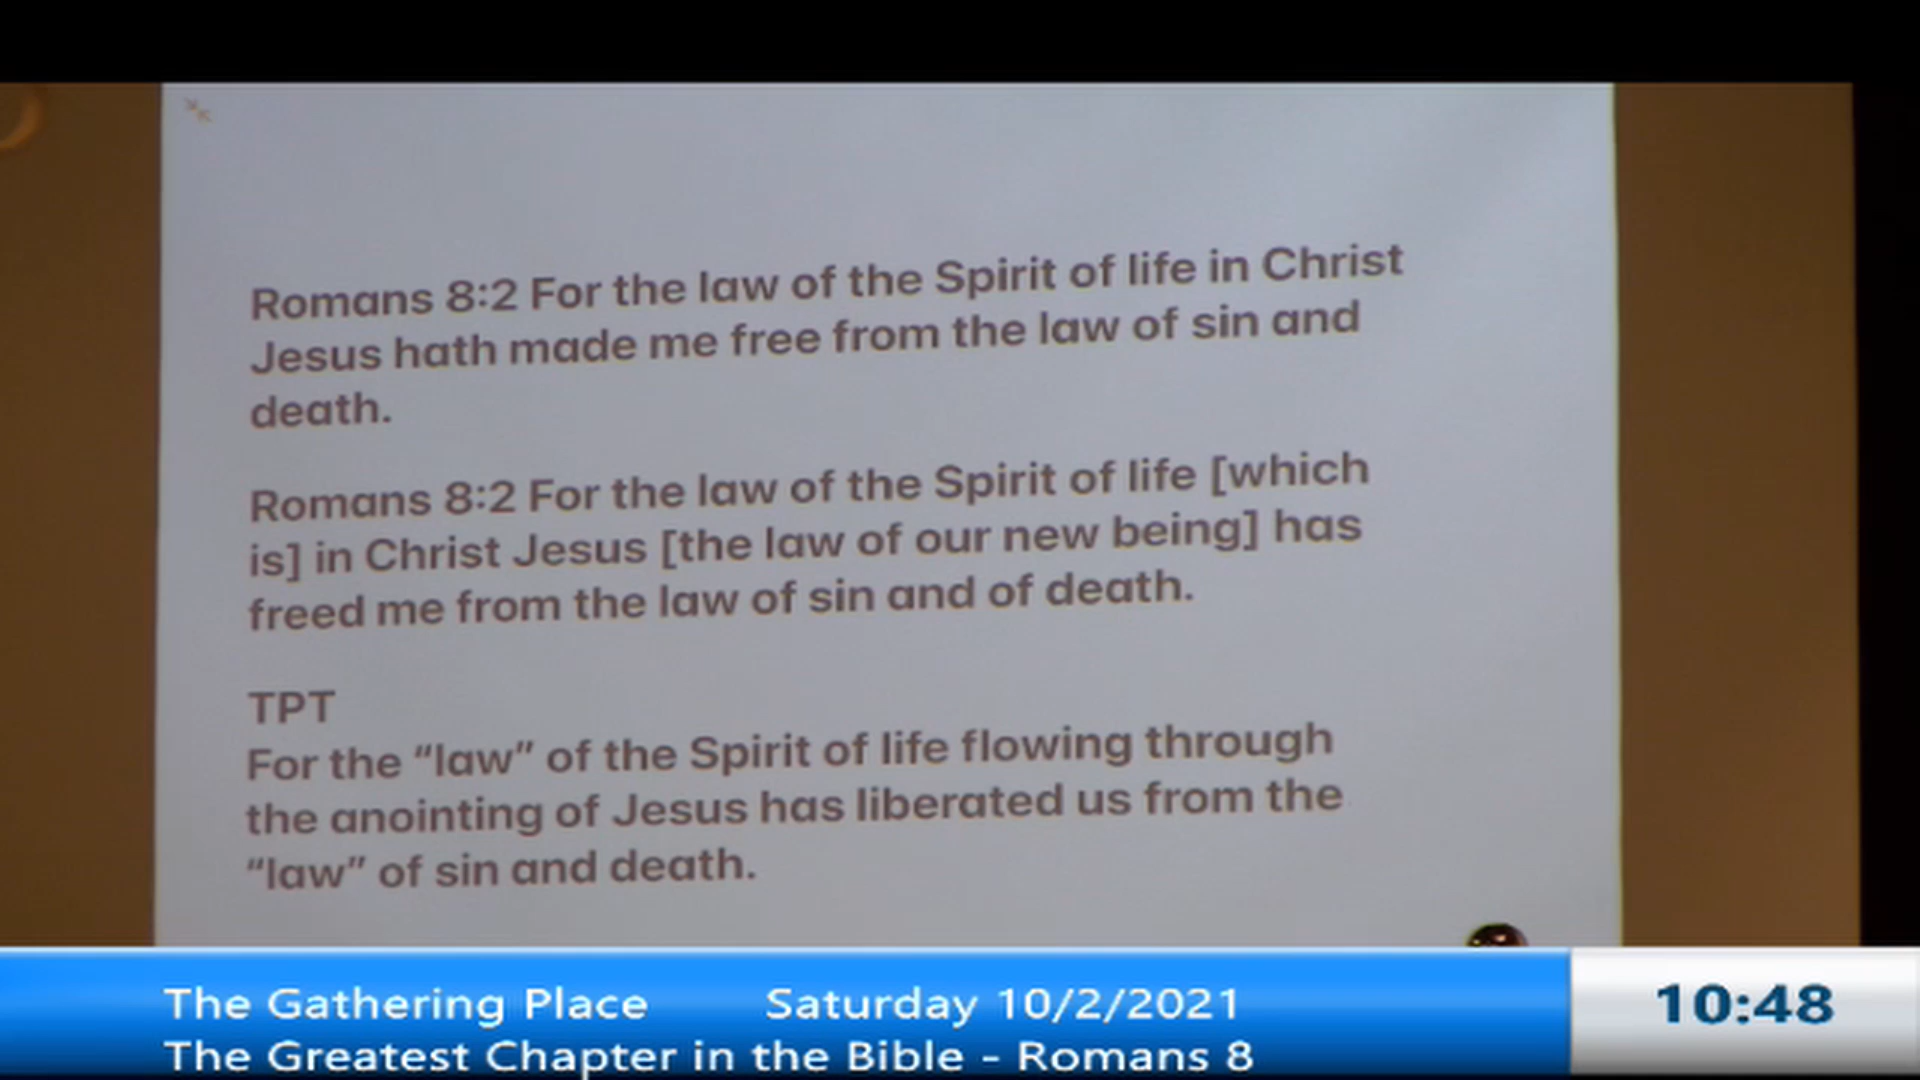 Romans 8:2 For the law of the Spirit of life in Christ
Jesus hath made me free from the law of sin and
death.
Romans 8:2 For the law of the Spirit of life [which
is] in Christ Jesus [the law of our new being] has
freed me from the law of sin and of death.
TPT
For the “law” of the Spirit of life flowing through
the anointing of Jesus has liberated us from the
“law” of sin and death.
The Gathering Place Saturday 10/2/2021
The Greatest Chapter in the Bible - Romans 8
10:48